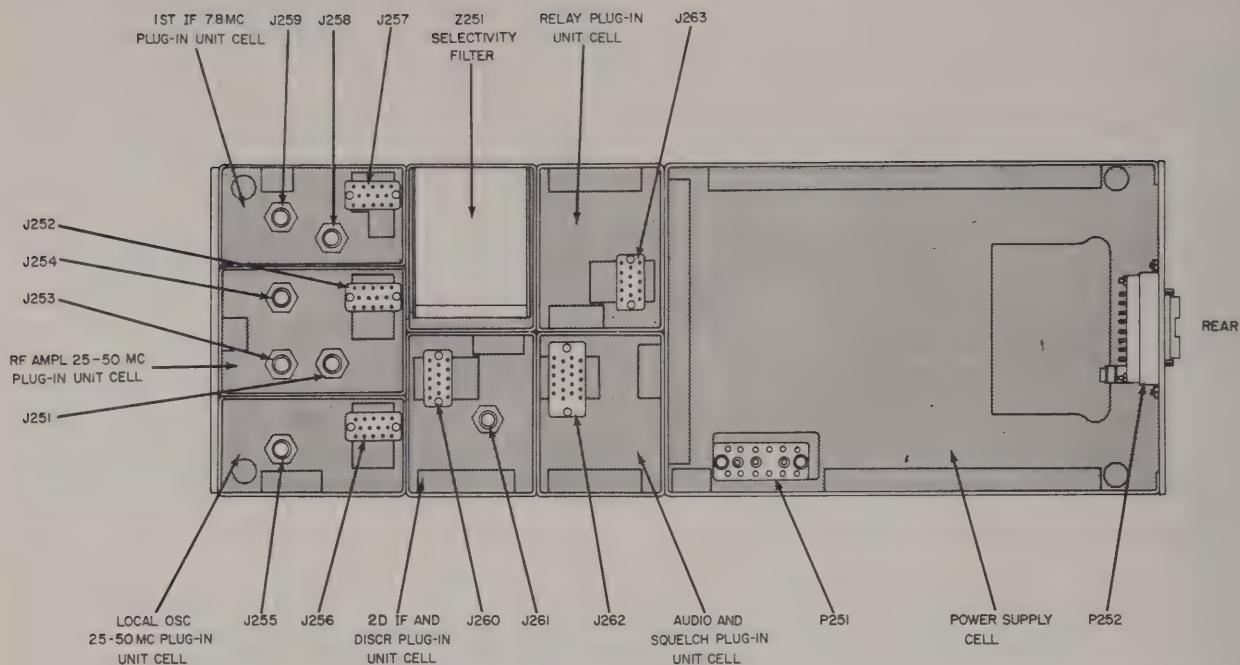 1ST IF 7.8MC
PLUG-IN UNIT CELL
J259
J258
J257
Z251
SELECTIVITY
FILTER
RELAY PLUG-IN
UNIT CELL
J263
J252
J254
J253
RF AMPL 25-50 MC
PLUG-IN UNIT CELL
J251
REAR
LOCAL OSC
25-50MC PLUG-IN
UNIT CELL
J255
J256
2D IF AND
DISCR PLUG-IN
UNIT CELL
J260
J261
J262
AUDIO AND
SQUELCH PLUG-IN
UNIT CELL
P251
POWER SUPPLY
CELL
P252